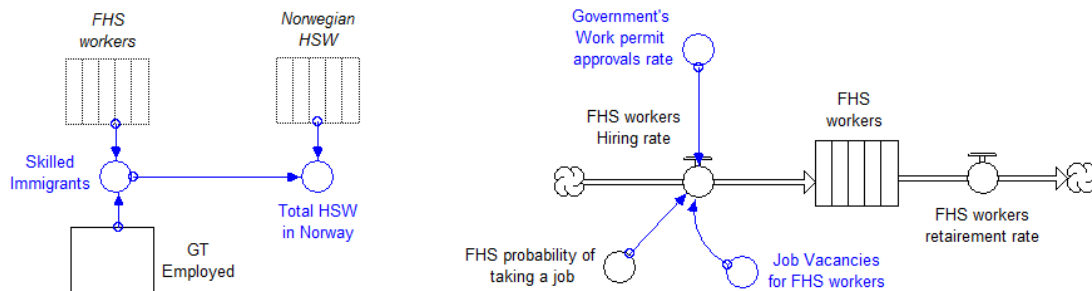 FHS
workers
Norwegian
HSW
Skilled
Immigrants
Total HSW
in Norway
GT
Employed
Government's
Work permit
approvals rate
FHS workers
Hiring rate
FHS
workers
FHS workers
retairement rate
FHS probability of
taking a job
Job Vacancies
for FHS workers